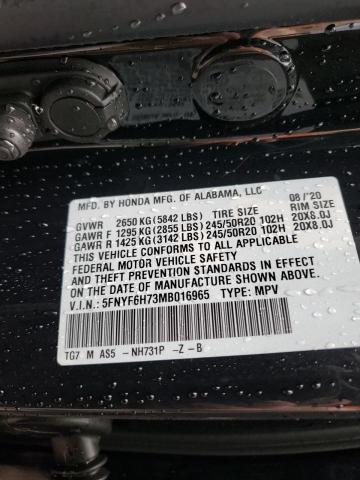 MFD. BY HONDA MFG. OF ALABAMA, LLC 08/'20
GVWR 2650 KG (5842 LBS) TIRE SIZE RIM SIZE
GAWR F 1295 KG (2855 LBS) 245/50R20 102H 20X8.0J
GAWR R 1425 KG (3142 LBS) 245/50R20 102H 20X8.0J
THIS VEHICLE CONFORMS TO ALL APPLICABLE
FEDERAL MOTOR VEHICLE SAFETY
STANDARDS IN EFFECT ON THE DATE OF
MANUFACTURE SHOWN ABOVE.
V.I.N.: 5FNYF6H73MB016965 TYPE: MPV
TG7 M AS5 -NH731P -Z -B